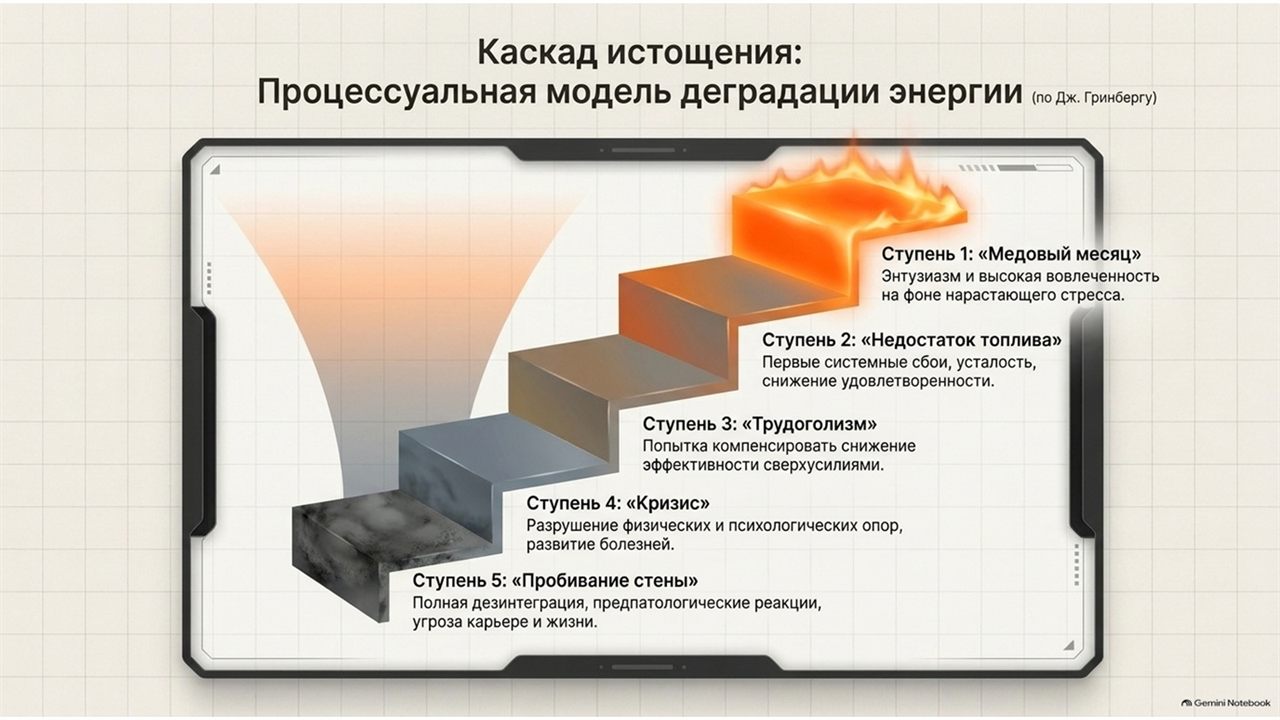 Каскад истощения:
Процессуальная модель деградации энергии (по Дж. Гринбергу)
Ступень 1: «Медовый месяц»
Энтузиазм и высокая вовлеченность
на фоне нарастающего стресса.
Ступень 2: «Недостаток топлива»
Первые системные сбои, усталость,
снижение удовлетворенности.
Ступень 3: «Трудоголизм»
Попытка компенсировать снижение
эффективности сверхусилиями.
Ступень 4: «Кризис»
Разрушение физических и психологических опор,
развитие болезней.
Ступень 5: «Пробивание стены»
Полная дезинтеграция, предпатологические реакции,
угроза карьере и жизни.
Gemini Notebook